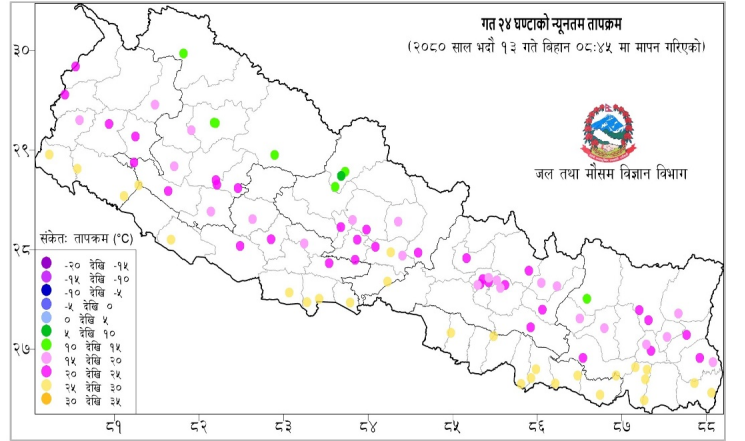 गत २४ घण्टाको न्यूनतम तापक्रम
(२०८० साल भदौ १३ गते बिहान ०८:४५ मा मापन गरिएको)
जल तथा मौसम विज्ञान विभाग
३०
२९
२८
२७
संकेतः तापक्रम (°C)
-२० देखि -१५
-१५ देखि -१०
-१० देखि -५
-५ देखि ०
० देखि ५
५ देखि १०
१० देखि १५
१५ देखि २०
२० देखि २५
२५ देखि ३०
३० देखि ३५
८१ ८२ ८३ ८४ ८५ ८६ ८७ ८८